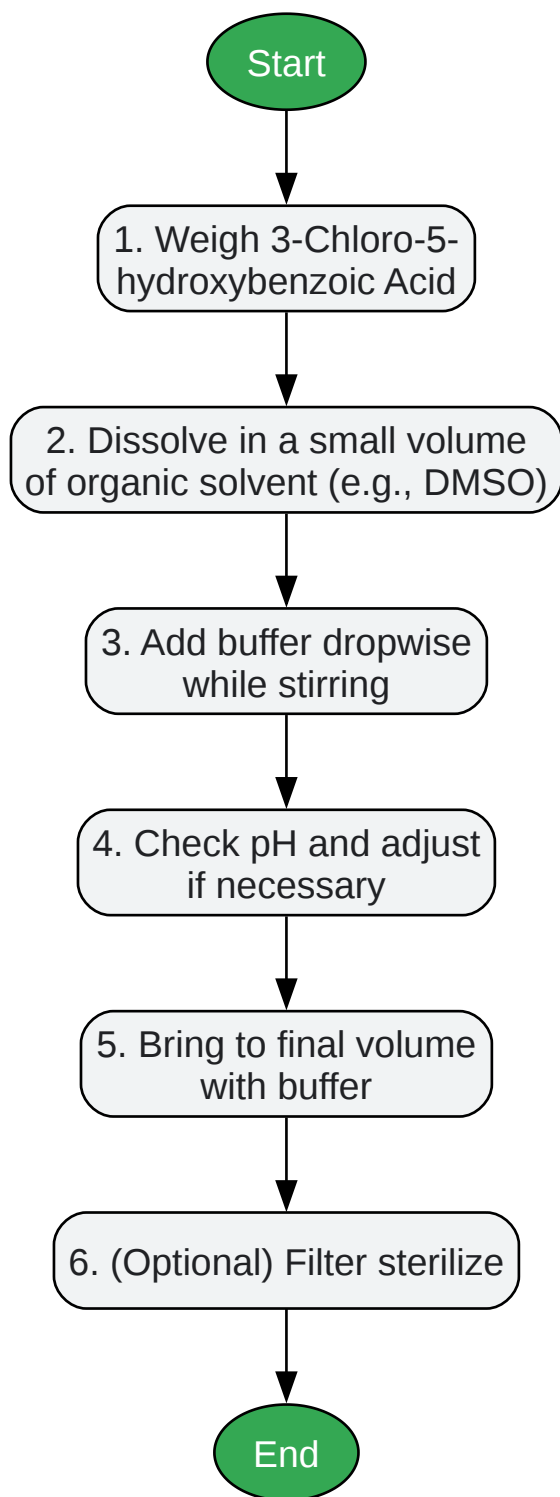 Start
1. Weigh 3-Chloro-5-
hydroxybenzoic Acid
2. Dissolve in a small volume
of organic solvent (e.g., DMSO)
3. Add buffer dropwise
while stirring
4. Check pH and adjust
if necessary
5. Bring to final volume
with buffer
6. (Optional) Filter sterilize
End